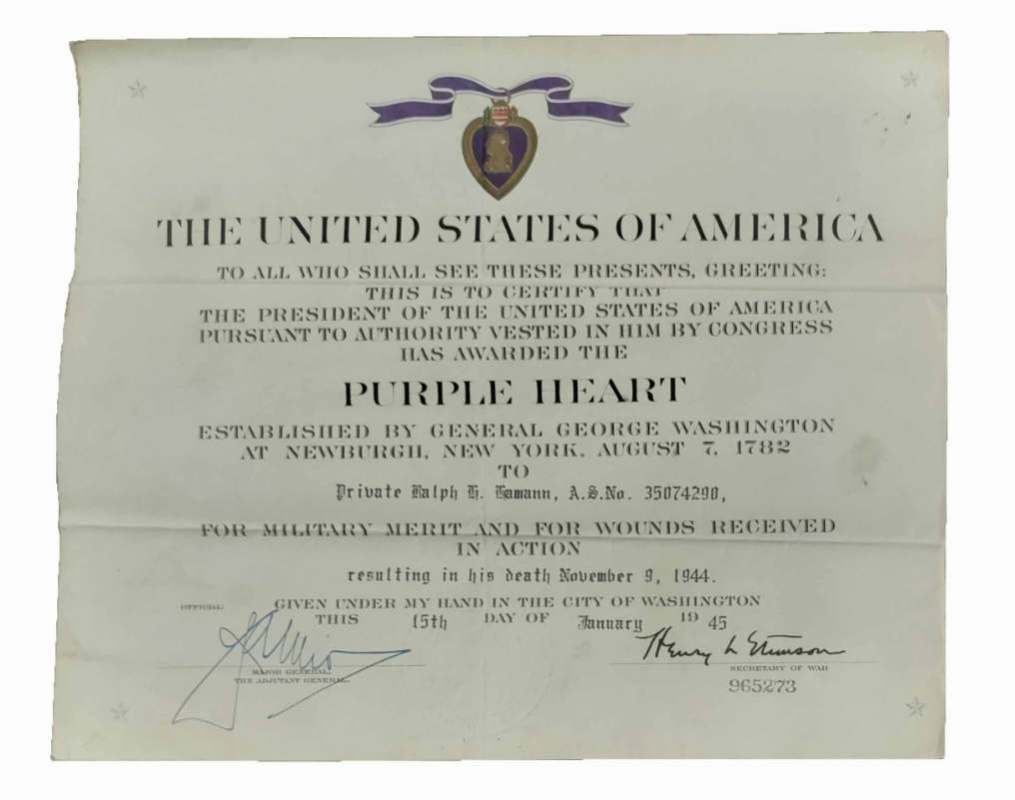 THE UNITED STATES OF AMERICA
TO ALL WHO SHALL SEE THESE PRESENTS, GREETING:
THIS IS TO CERTIFY THAT
THE PRESIDENT OF THE UNITED STATES OF AMERICA
PURSUANT TO AUTHORITY VESTED IN HIM BY CONGRESS
HAS AWARDED THE
PURPLE HEART
ESTABLISHED BY GENERAL GEORGE WASHINGTON
AT NEWBURGH, NEW YORK, AUGUST 7, 1782
TO
Private Ralph H. A.S.No. 35074290,
FOR MILITARY MERIT AND FOR WOUNDS RECEIVED
IN ACTION
resulting in his death November 9, 1944.
OFFICIAL:
GIVEN UNDER MY HAND IN THE CITY OF WASHINGTON
THIS 15th DAY OF January 19 45
Henry L Stimson
MAJOR GENERAL,
THE ADJUTANT GENERAL.
SECRETARY OF WAR
965273